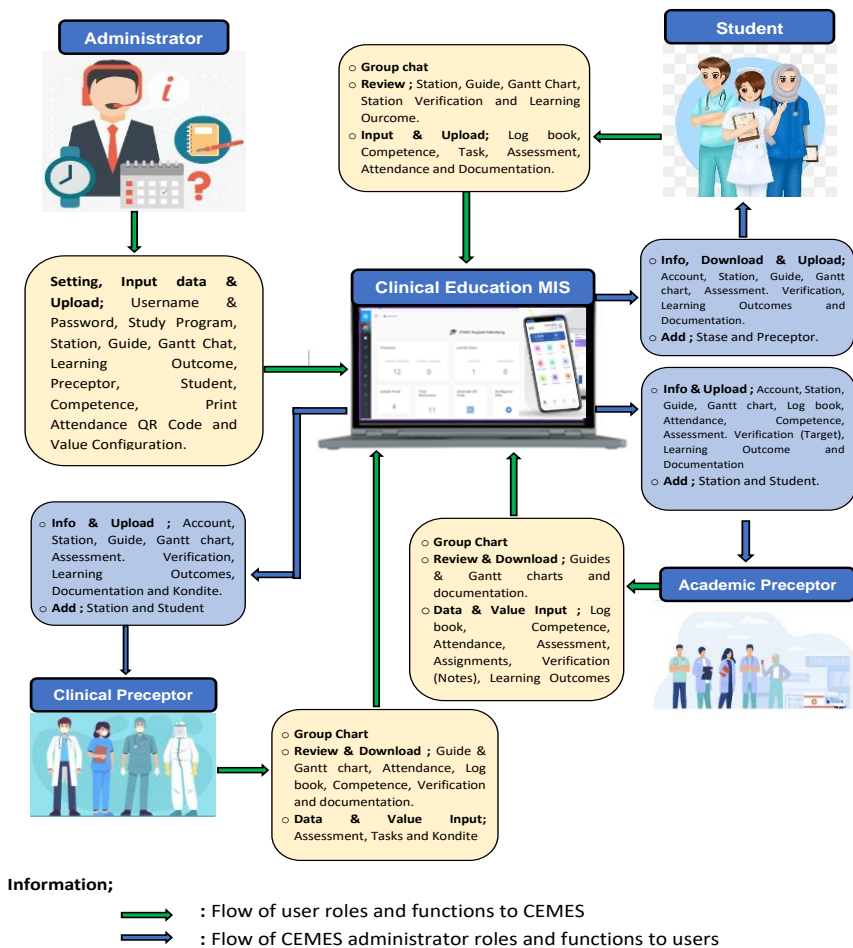 Administrator
Student
o Group chat
o Review ; Station, Guide, Gantt Chart,
Station Verification and Learning
Ourcome.
o Input & Upload; Log book,
Competence, Task, Assessment,
Attendance and Documentation.
Setting, Input data &
Upload; Username &
Password, Study Program,
Station, Guide, Gantt Chat,
Learning Outcome,
Preceptor, Student,
Competence, Print
Attendance QR Code and
Value Configuration.
Clinical Education MIS
12
4
11
o Info, Download & Upload;
Account, Station, Guide, Gantt
chart, Assessment. Verification,
Learning Outcomes and
Documentation.
o Add ; Stase and Preceptor.
o Info & Upload ; Account, Station,
Guide, Gantt chart, Log book,
Attendance, Competence,
Assessment. Verification (Target),
Learning Outcome and
Documentation
o Add ; Station and Student.
o Info & Upload ; Account,
Station, Guide, Gantt chart,
Assessment. Verification,
Learning Outcomes,
Documentation and Kondite.
o Add ; Station and Student
o Group Chart
o Review & Download ; Guides
& Gantt charts and
documentation.
o Data & Value Input ; Log
book, Competence,
Attendance, Assessment,
Assignments, Verification
(Notes), Learning Outcomes
Academic Preceptor
Clinical Preceptor
o Group Chart
o Review & Download ; Guide &
Gantt chart, Attendance, Log
book, Competence, Verification
and documentation.
o Data & Value Input;
Assessment, Tasks and Kondite
Information;
: Flow of user roles and functions to CEMES
: Flow of CEMES administrator roles and functions to users